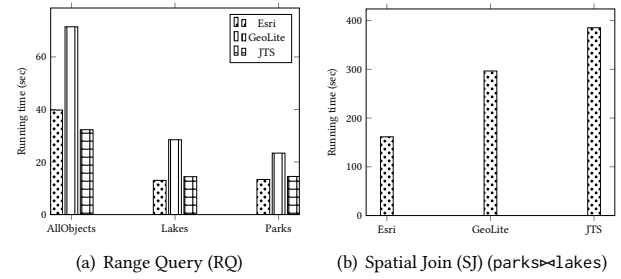 Running time (sec)
60
40
20
0
Esri
GeoLite
JTS
AllObjects
Lakes
Parks
(a) Range Query (RQ)
Running time (sec)
400
300
200
100
0
Esri
GeoLite
JTS
(b) Spatial Join (SJ) (parks⋈lakes)